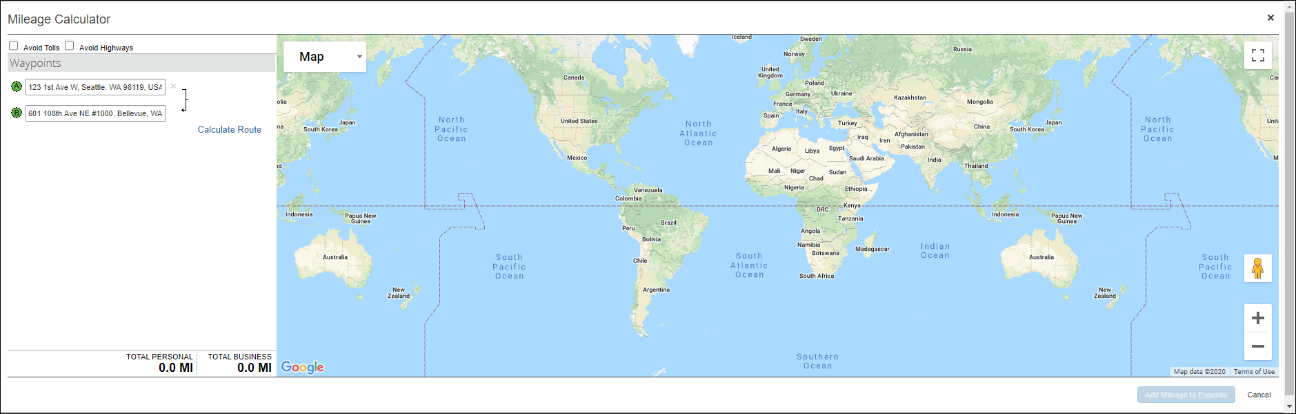 Mileage Calculator
×
Avoid Tolls Avoid Highways
Waypoints
A 123 1st Ave W, Seattle, WA 98119, USA ×
B 601 108th Ave NE #1000, Bellevue, WA
Calculate Route
TOTAL PERSONAL TOTAL BUSINESS
0.0 MI 0.0 MI
Map
Iceland
Sweden
Norway
Russia
Canada
United Kingdom
Poland
Germany
Ukraine
France
Italy
Spain
Turkey
Kazakhstan
Mongolia
Japan
South Korea
China
United States
North Pacific Ocean
North Atlantic Ocean
Iraq
Iran
Afghanistan
Pakistan
Algeria
Libya
Egypt
Saudi Arabia
India
Thailand
Mexico
Mali
Niger
Chad
Sudan
Nigeria
Ethiopia
Venezuela
Colombia
DRC
Kenya
Tanzania
Indonesia
Papua New Guinea
Peru
Brazil
Bolivia
Angola
Namibia
Botswana
Madagascar
South Africa
Chile
Argentina
Australia
New Zealand
South Pacific Ocean
South Atlantic Ocean
Indian Ocean
Southern Ocean
Japan
South Korea
North Pacific Ocean
Canada
Indonesia
Papua New Guinea
Australia
New Zealand
South Pacific Ocean
Google
Map data ©2020 Terms of Use
Add Mileage to Expense Cancel